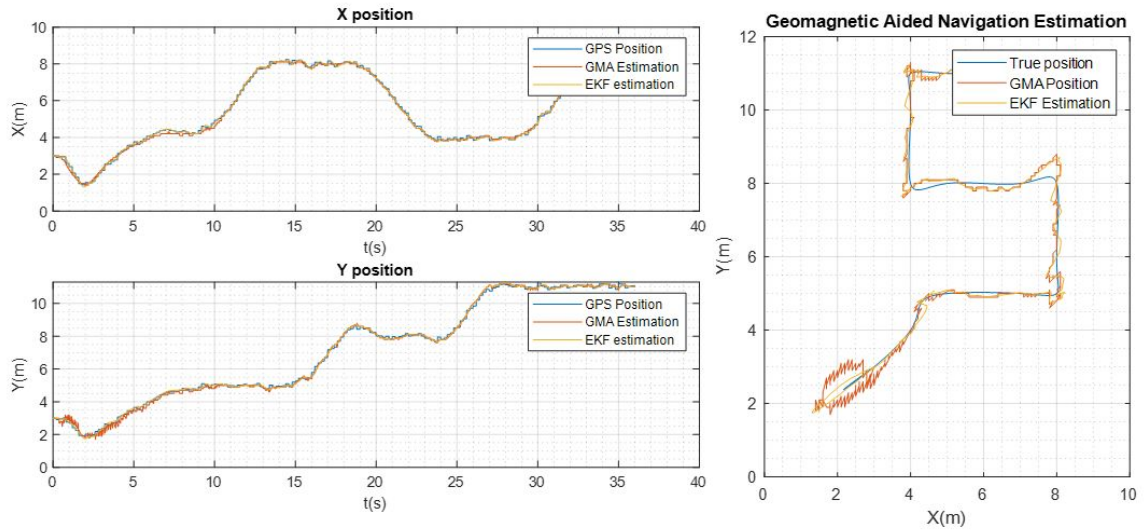 X position
10
8
6
4
2
0
X(m)
0 5 10 15 20 25 30 35 40
t(s)
GPS Position
GMA Estimation
EKF estimation
Y position
10
8
6
4
2
0
Y(m)
0 5 10 15 20 25 30 35 40
t(s)
GPS Position
GMA Estimation
EKF estimation
Geomagnetic Aided Navigation Estimation
12
10
8
6
4
2
0
Y(m)
0 2 4 6 8 10
X(m)
True position
GMA Position
EKF Estimation